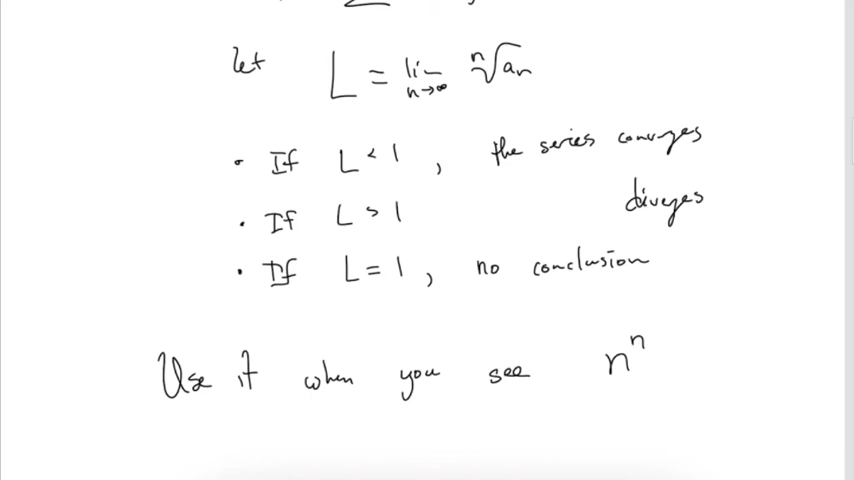 let L = lim n→∞ ⁿ√aₙ
• If L < 1, the series converges
• If L > 1 diverges
• If L = 1, no conclusion
Use it when you see nⁿ